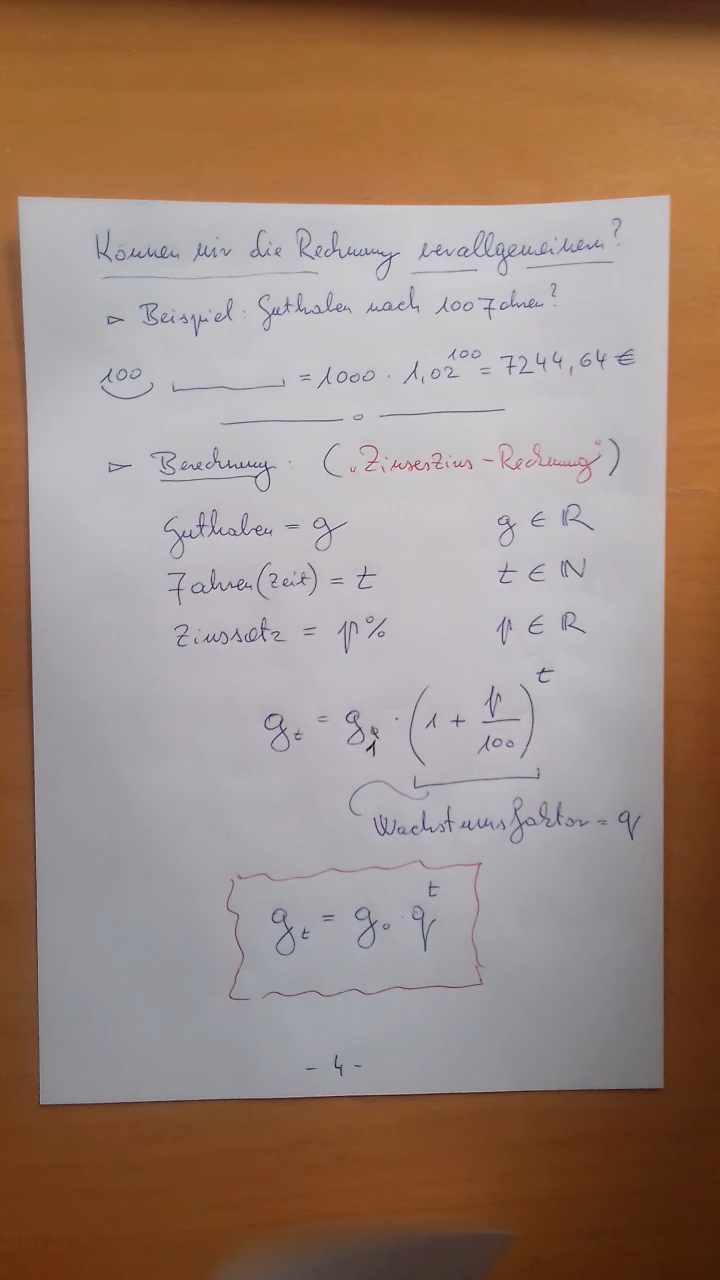 Können wir die Rechnung verallgemeinern?
▻ Beispiel: Guthaben nach 100 Jahren?
100 ______ = 1000 · 1,02^100 = 7244,64 €
▻ Berechnung: („Zinseszins-Rechnung“)
Guthaben = g g ∈ ℝ
Jahren (Zeit) = t t ∈ ℕ
Zinssatz = p% p ∈ ℝ
g_t = g_1 · (1 + p/100)^t
Wachstumsfaktor = q
g_t = g_0 · q^t
- 4 -